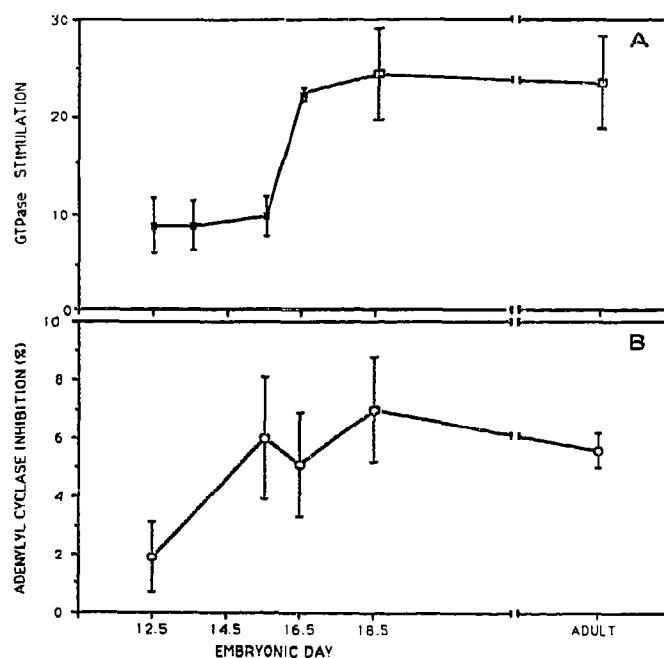 A
GTPase STIMULATION
30
20
10
0
B
ADENYLYL CYCLASE INHIBITION (%)
10
8
6
4
2
0
12.5 14.5 16.5 18.5 ADULT
EMBRYONIC DAY